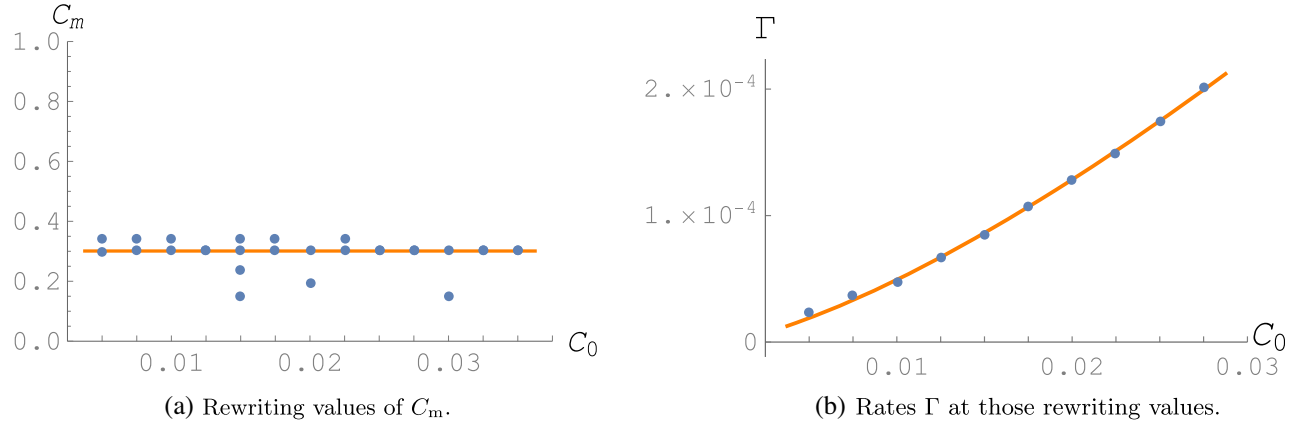 C_m
1.0
0.8
0.6
0.4
0.2
0.0
0.01 0.02 0.03
C_0
Γ
2.×10^-4
1.×10^-4
0
0.01 0.02 0.03
C_0
(a) Rewriting values of C_m.
(b) Rates Γ at those rewriting values.